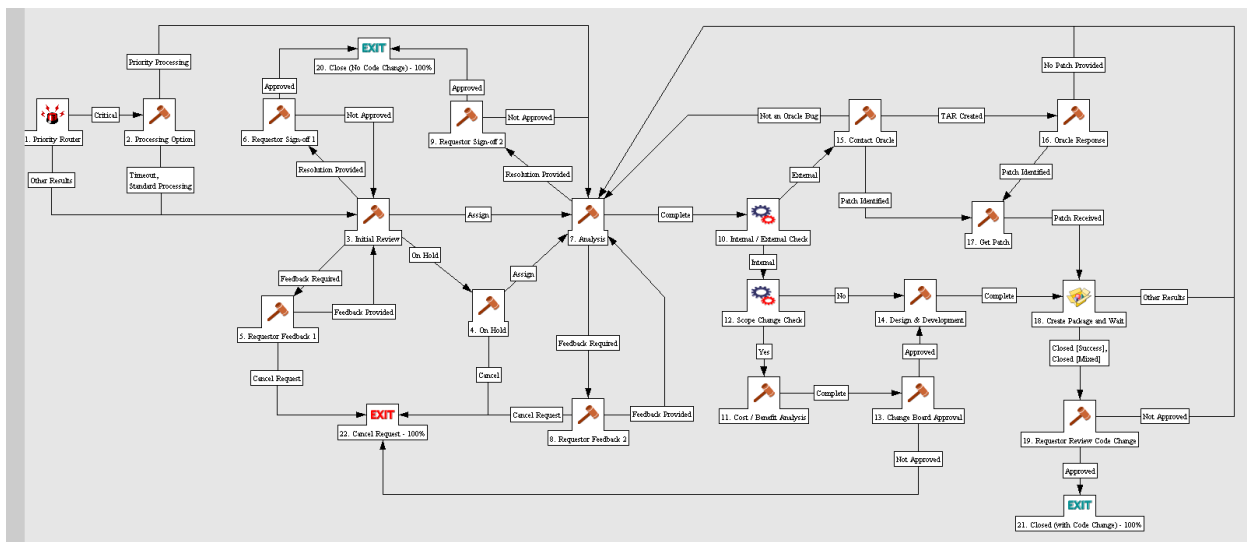 EXIT
20. Close (No Code Change) - 100%
Priority Processing
No Patch Provided
Approved
Approved
Critical
Not Approved
Not Approved
Not an Oracle Bug
TAR Created
1. Priority Router
2. Processing Option
6. Requestor Sign-off 1
9. Requestor Sign-off 2
15. Contact Oracle
16. Oracle Response
Other Results
Timeout,
Standard Processing
Resolution Provided
Resolution Provided
External
Patch Identified
Patch Identified
Assign
Complete
Patch Received
3. Initial Review
7. Analysis
10. Internal / External Check
17. Get Patch
On Hold
Internal
Feedback Required
Assign
Feedback Provided
No
Complete
Other Results
5. Requestor Feedback 1
4. On Hold
12. Scope Change Check
14. Design & Development
18. Create Package and Wait
Feedback Required
Yes
Approved
Closed [Success],
Closed [Mixed]
Cancel Request
Cancel
Complete
EXIT
Cancel Request
Feedback Provided
Not Approved
22. Cancel Request - 100%
8. Requestor Feedback 2
11. Cost / Benefit Analysis
13. Change Board Approval
19. Requestor Review Code Change
Not Approved
Approved
EXIT
21. Closed (with Code Change) - 100%